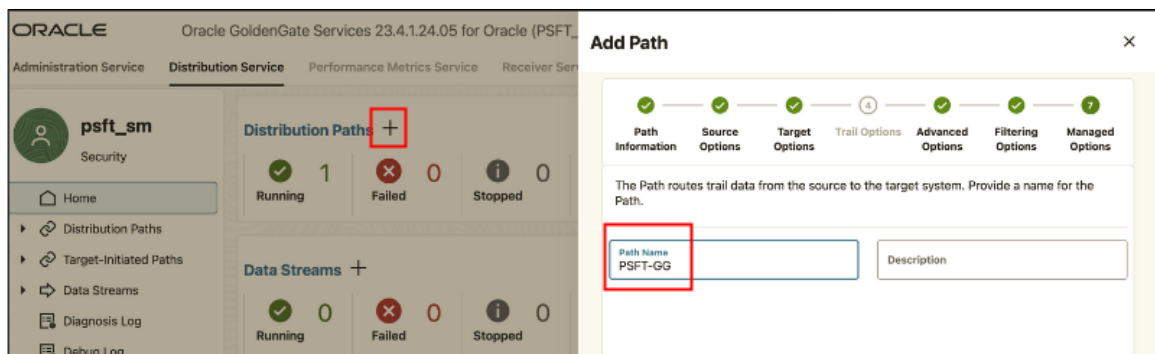 ORACLE
Oracle GoldenGate Services 23.4.1.24.05 for Oracle (PSFT_
Administration Service
Distribution Service
Performance Metrics Service
Receiver Ser
psft_sm
Security
Home
Distribution Paths
Target-Initiated Paths
Data Streams
Diagnosis Log
Debug Log
Distribution Paths +
1
0
0
Running
Failed
Stopped
Data Streams +
0
0
0
Running
Failed
Stopped
Add Path
4
7
Path
Information
Source
Options
Target
Options
Trail Options
Advanced
Options
Filtering
Options
Managed
Options
The Path routes trail data from the source to the target system. Provide a name for the
Path.
Path Name
PSFT-GG
Description